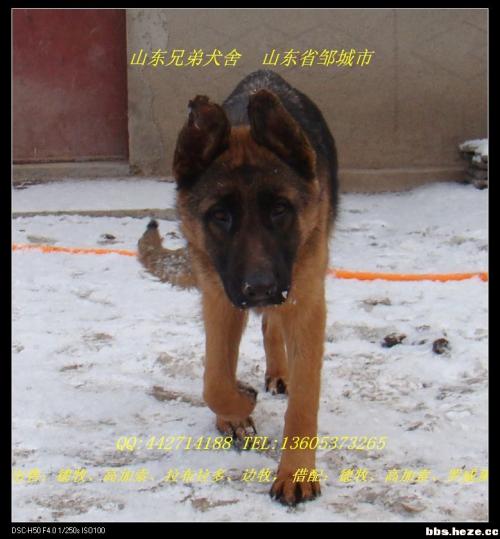 山东兄弟犬舍 山东省邹城市
QQ:442714188 TEL:13605373265
出售：德牧、高加索、拉布拉多、边牧，借配：德牧、高加索、罗威
DSC-H50 F4.0 1/250s ISO100
bbs.heze.cc